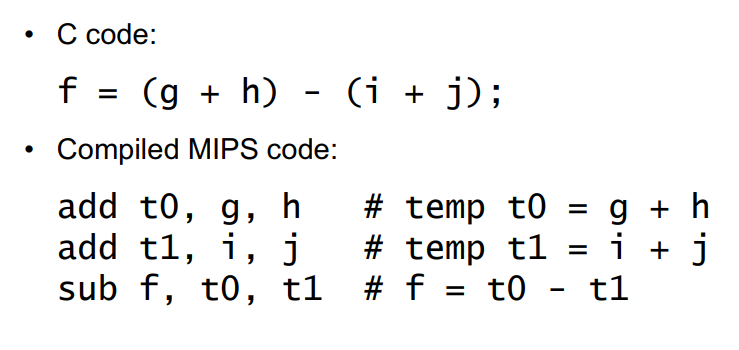 • C code:
f = (g + h) - (i + j);
• Compiled MIPS code:
add t0, g, h   # temp t0 = g + h
add t1, i, j   # temp t1 = i + j
sub f, t0, t1  # f = t0 - t1